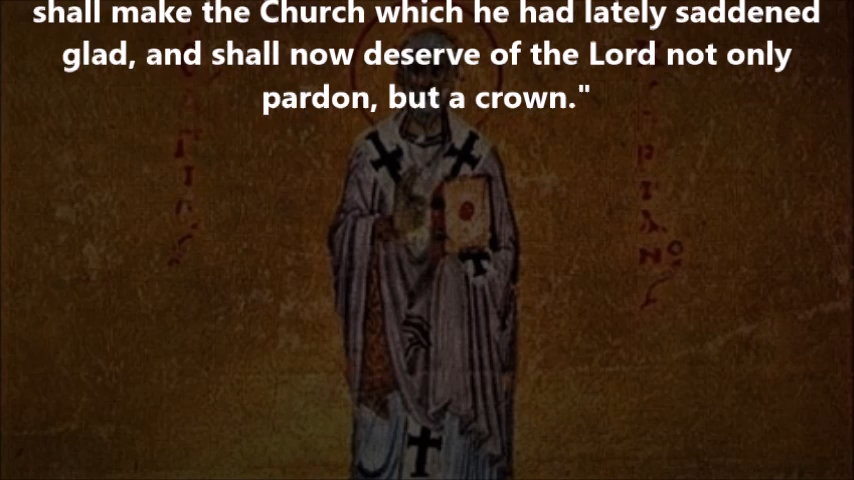 shall make the Church which he had lately saddened
glad, and shall now deserve of the Lord not only
pardon, but a crown."